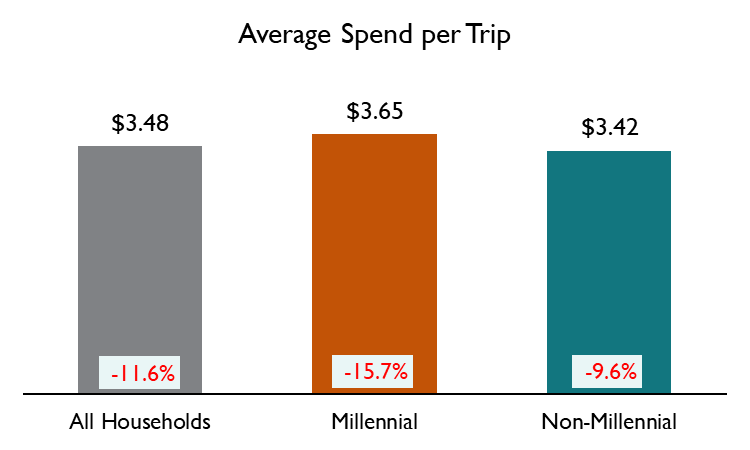 Average Spend per Trip
$3.48
$3.65
$3.42
-11.6%
-15.7%
-9.6%
All Households
Millennial
Non-Millennial